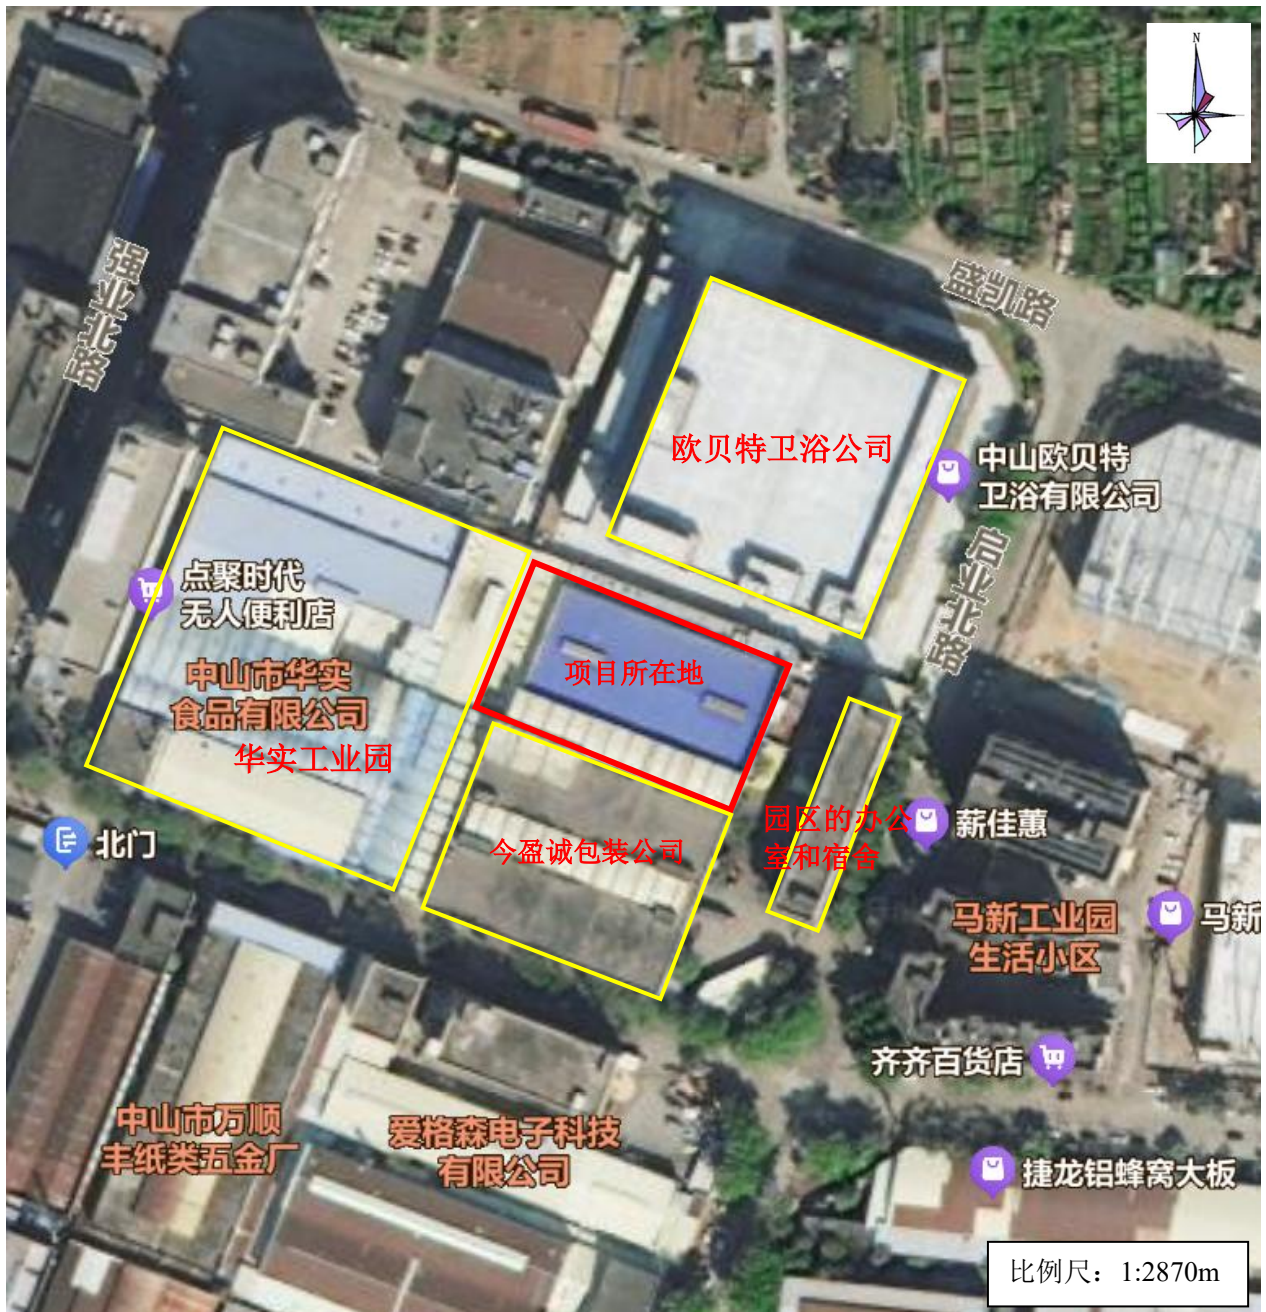 N
强业北路
盛凯路
欧贝特卫浴公司
中山欧贝特
卫浴有限公司
启业北路
点聚时代
无人便利店
中山市华实
食品有限公司
华实工业园
项目所在地
今盈诚包装公司
园区的办公
室和宿舍
薪佳蕙
北门
马新工业园
生活小区
马新
齐齐百货店
中山市万顺
丰纸类五金厂
爱格森电子科技
有限公司
捷龙铝蜂窝大板
比例尺：1:2870m